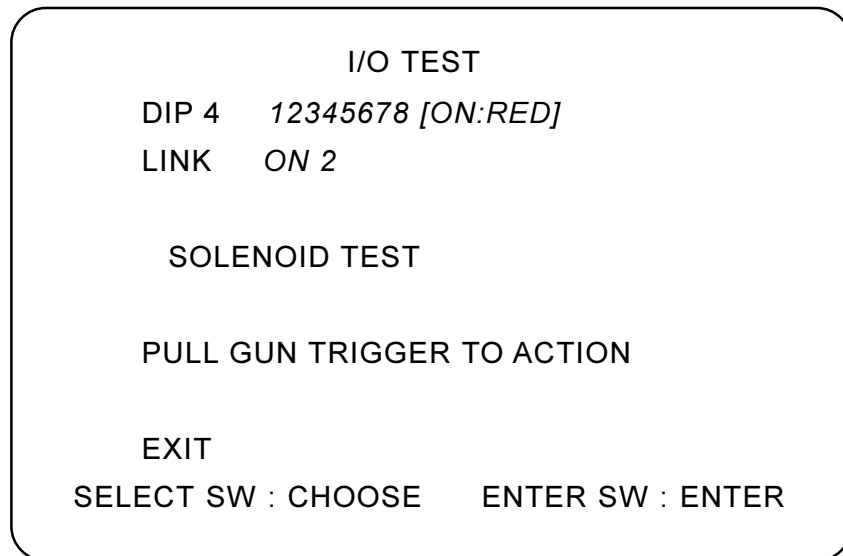 I/O TEST
DIP 4 12345678 [ON:RED]
LINK ON 2
SOLENOID TEST
PULL GUN TRIGGER TO ACTION
EXIT
SELECT SW : CHOOSE ENTER SW : ENTER